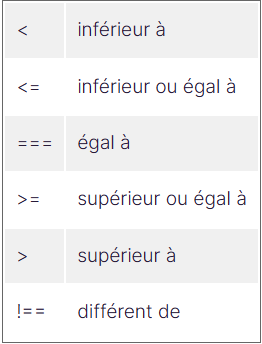 < inférieur à
<= inférieur ou égal à
=== égal à
>= supérieur ou égal à
> supérieur à
!== différent de